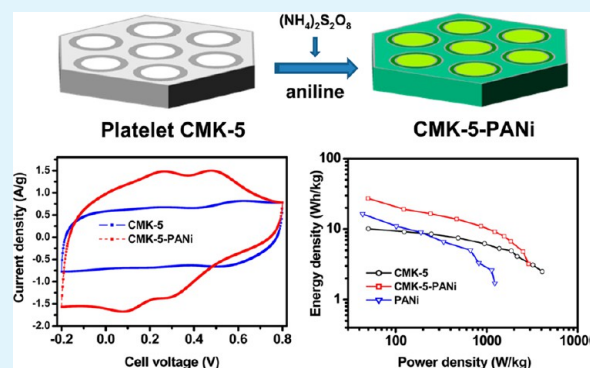 (NH₄)₂S₂O₈
aniline
Platelet CMK-5
CMK-5-PANi
Current density (A/g)
1.5
1.0
0.5
0.0
-0.5
-1.0
-1.5
-2.0
CMK-5
CMK-5-PANi
-0.2 0.0 0.2 0.4 0.6 0.8
Cell voltage (V)
Energy density (Wh/kg)
100
10
1
CMK-5
CMK-5-PANi
PANi
100 1000 10000
Power density (W/kg)